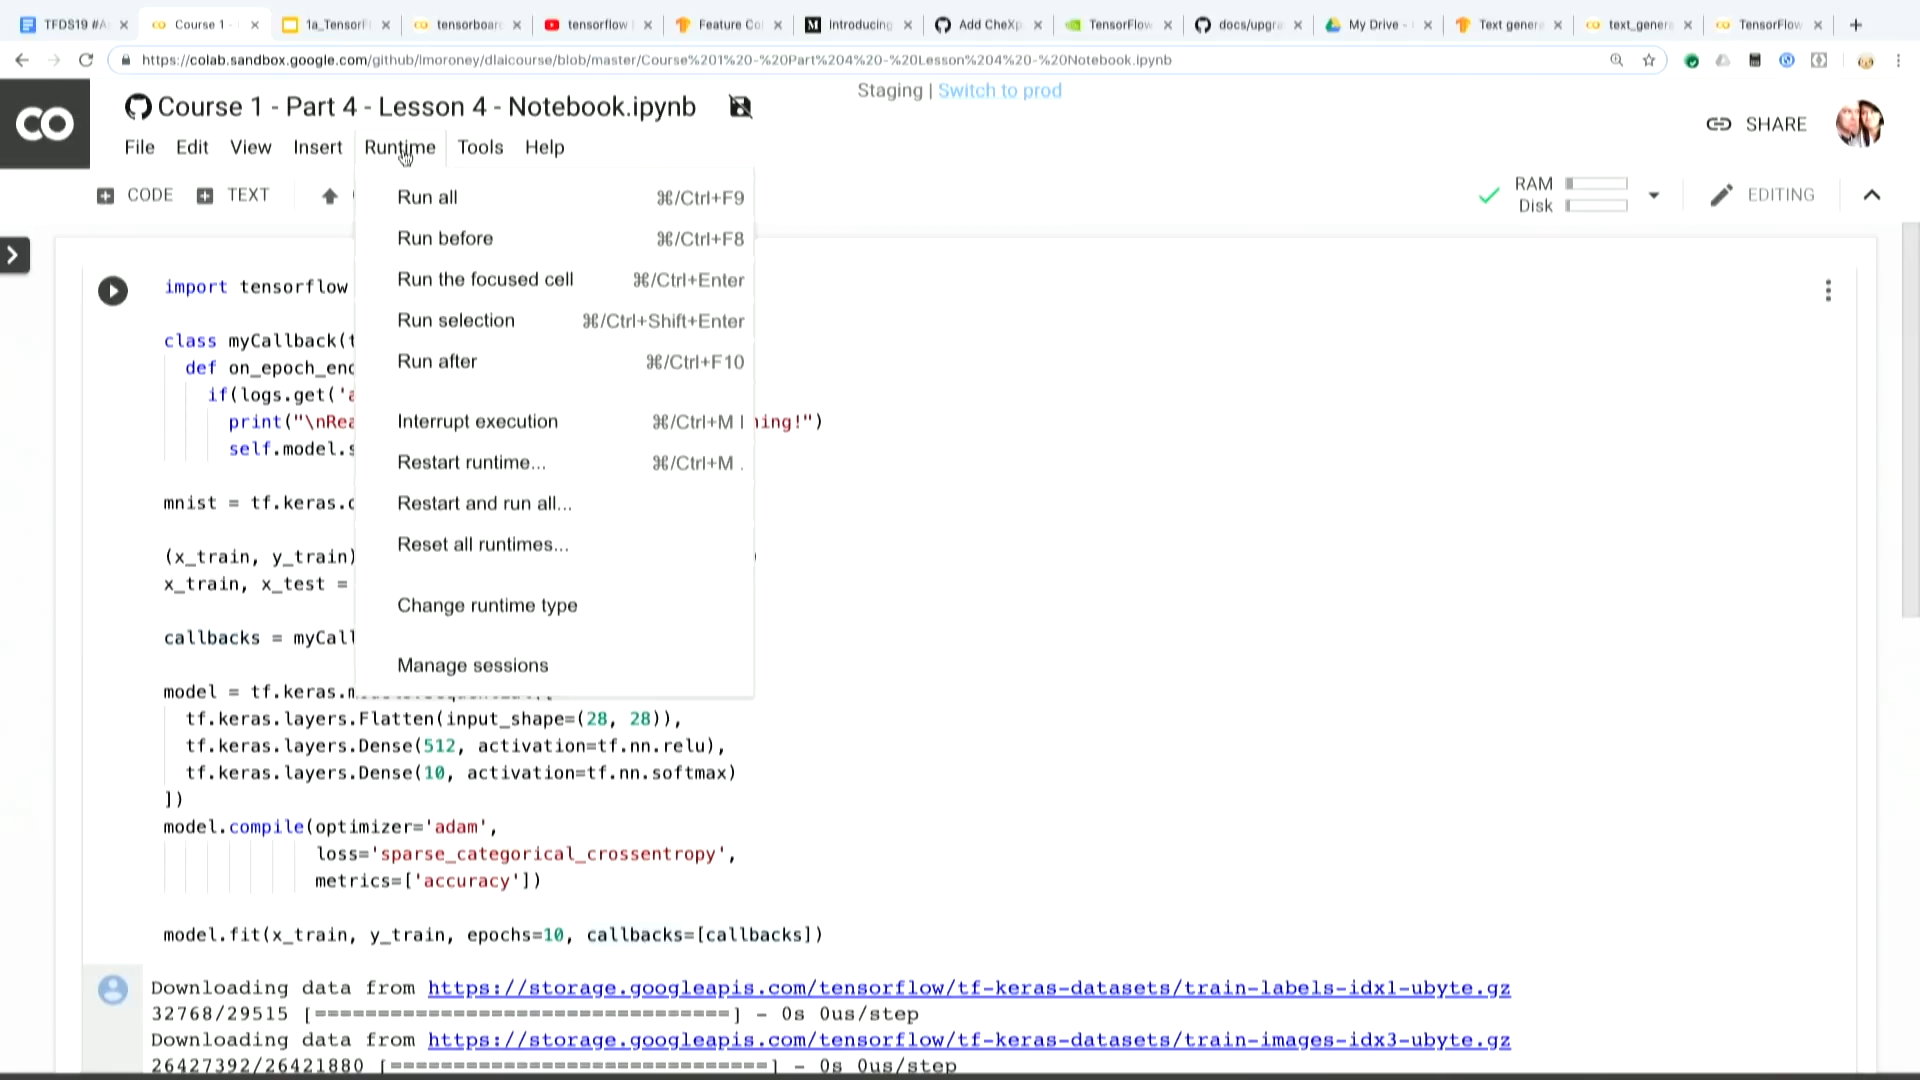 TFDS19 #A
Course 1 -
1a_TensorF
tensorboard
tensorflow
Feature Co
Introducing
Add CheXp
TensorFlow
docs/upgra
My Drive -
Text genera
text_genera
TensorFlow
https://colab.sandbox.google.com/github/lmoroney/dlaicourse/blob/master/Course%201%20-%20Part%204%20-%20Lesson%204%20-%20Notebook.ipynb
Staging | Switch to prod
CO
Course 1 - Part 4 - Lesson 4 - Notebook.ipynb
SHARE
File Edit View Insert Runtime Tools Help
CODE TEXT
RAM
Disk
EDITING
Run all ⌘/Ctrl+F9
Run before ⌘/Ctrl+F8
Run the focused cell ⌘/Ctrl+Enter
Run selection ⌘/Ctrl+Shift+Enter
Run after ⌘/Ctrl+F10
Interrupt execution ⌘/Ctrl+M I
Restart runtime... ⌘/Ctrl+M .
Restart and run all...
Reset all runtimes...
Change runtime type
Manage sessions
import tensorflow
class myCallback(t
def on_epoch_end
if(logs.get('a
print("\nRea ning!")
self.model.s
mnist = tf.keras.d
(x_train, y_train)
x_train, x_test =
callbacks = myCall
model = tf.keras.m
tf.keras.layers.Flatten(input_shape=(28, 28)),
tf.keras.layers.Dense(512, activation=tf.nn.relu),
tf.keras.layers.Dense(10, activation=tf.nn.softmax)
])
model.compile(optimizer='adam',
loss='sparse_categorical_crossentropy',
metrics=['accuracy'])
model.fit(x_train, y_train, epochs=10, callbacks=[callbacks])
Downloading data from https://storage.googleapis.com/tensorflow/tf-keras-datasets/train-labels-idx1-ubyte.gz
32768/29515 [==============================] - 0s 0us/step
Downloading data from https://storage.googleapis.com/tensorflow/tf-keras-datasets/train-images-idx3-ubyte.gz
26427392/26421880 [==============================] - 0s 0us/step